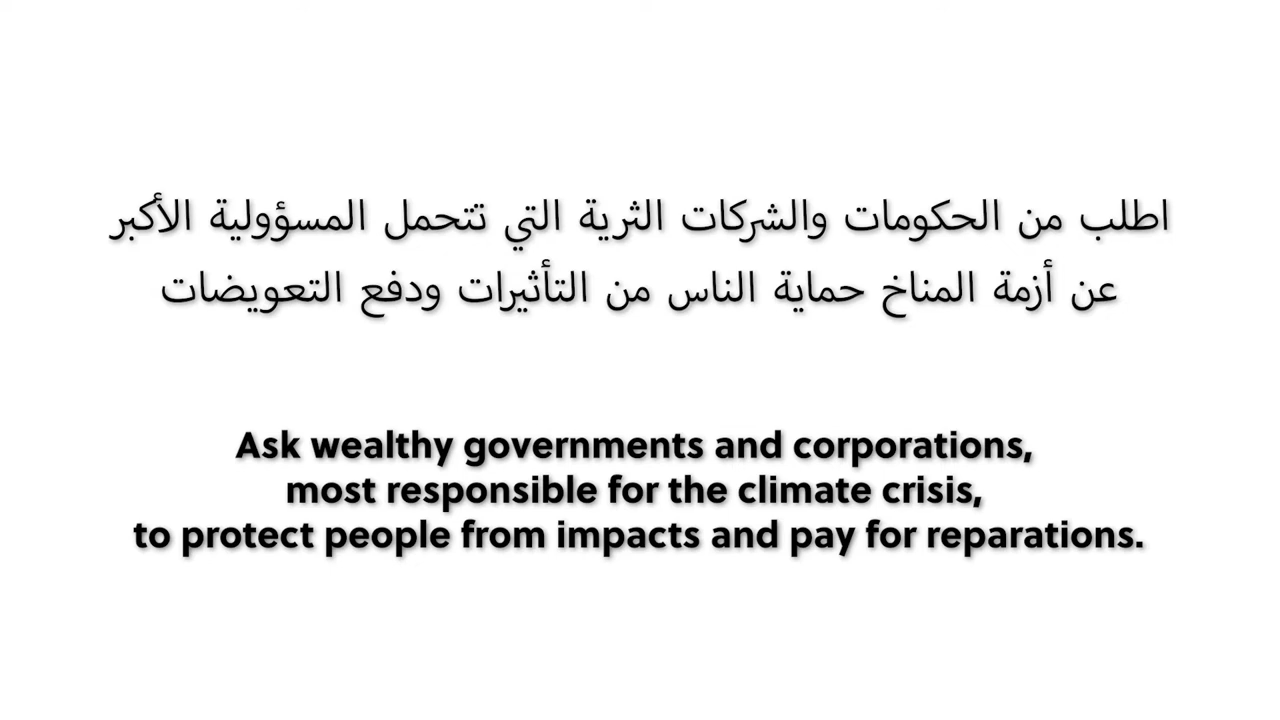 اطلب من الحكومات والشركات الثرية التي تتحمل المسؤولية الأكبر
عن أزمة المناخ حماية الناس من التأثيرات ودفع التعويضات
Ask wealthy governments and corporations,
most responsible for the climate crisis,
to protect people from impacts and pay for reparations.